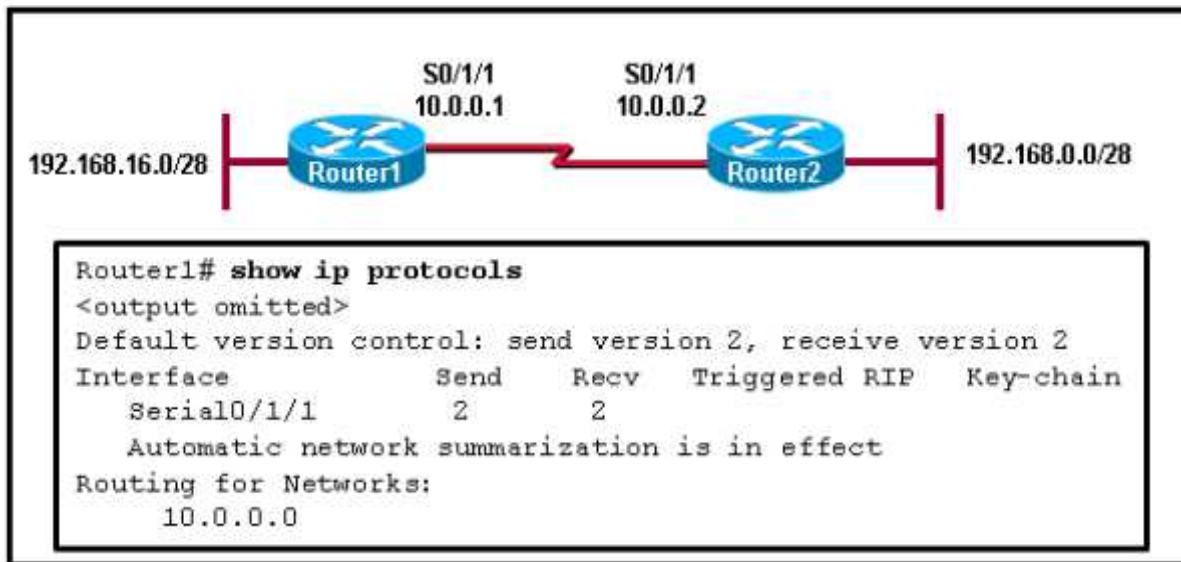 S0/1/1
10.0.0.1
S0/1/1
10.0.0.2
192.168.16.0/28
Router1
Router2
192.168.0.0/28
Router1# show ip protocols
<output omitted>
Default version control: send version 2, receive version 2
Interface Send Recv Triggered RIP Key-chain
Serial0/1/1 2 2
Automatic network summarization is in effect
Routing for Networks:
10.0.0.0